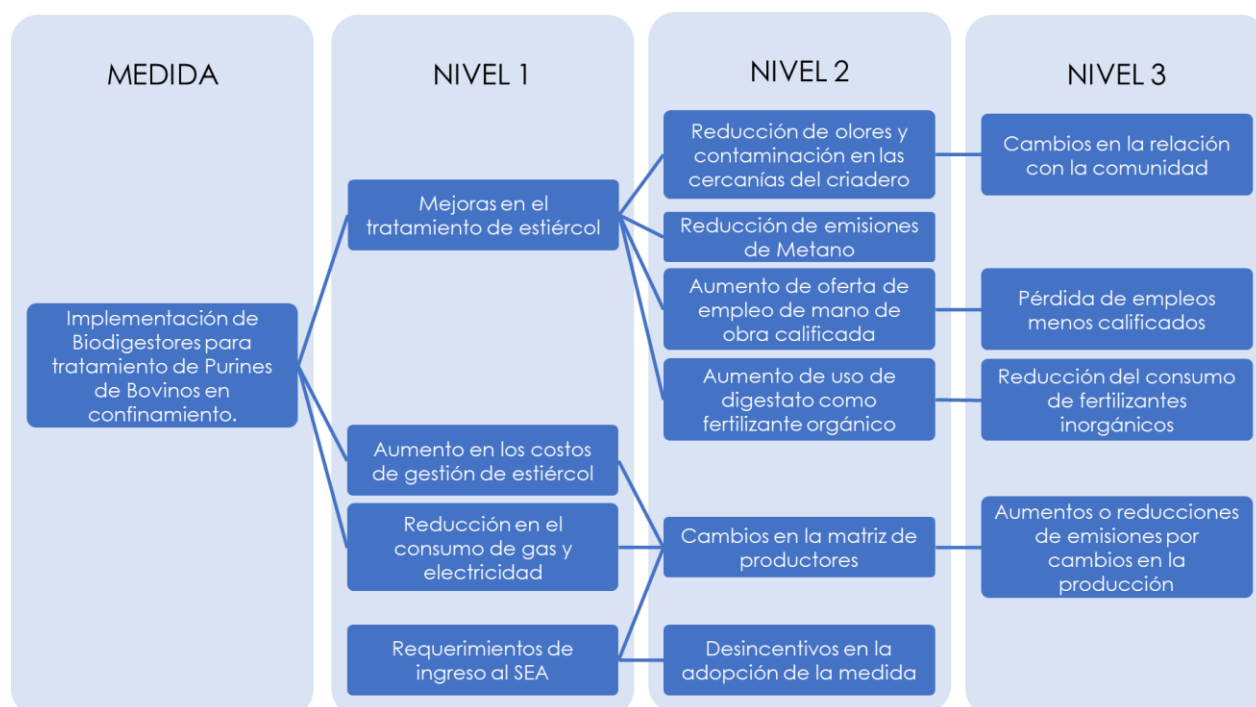 MEDIDA
NIVEL 1
NIVEL 2
NIVEL 3
Implementación de
Biodigestores para
tratamiento de Purines
de Bovinos en
confinamiento.
Mejoras en el
tratamiento de estiércol
Aumento en los costos
de gestión de estiércol
Reducción en el
consumo de gas y
electricidad
Requerimientos de
ingreso al SEA
Reducción de olores y
contaminación en las
cercanías del criadero
Reducción de emisiones
de Metano
Aumento de oferta de
empleo de mano de
obra calificada
Aumento de uso de
digestato como
fertilizante orgánico
Cambios en la matriz de
productores
Desincentivos en la
adopción de la medida
Cambios en la relación
con la comunidad
Pérdida de empleos
menos calificados
Reducción del consumo
de fertilizantes
inorgánicos
Aumentos o reducciones
de emisiones por
cambios en la
producción